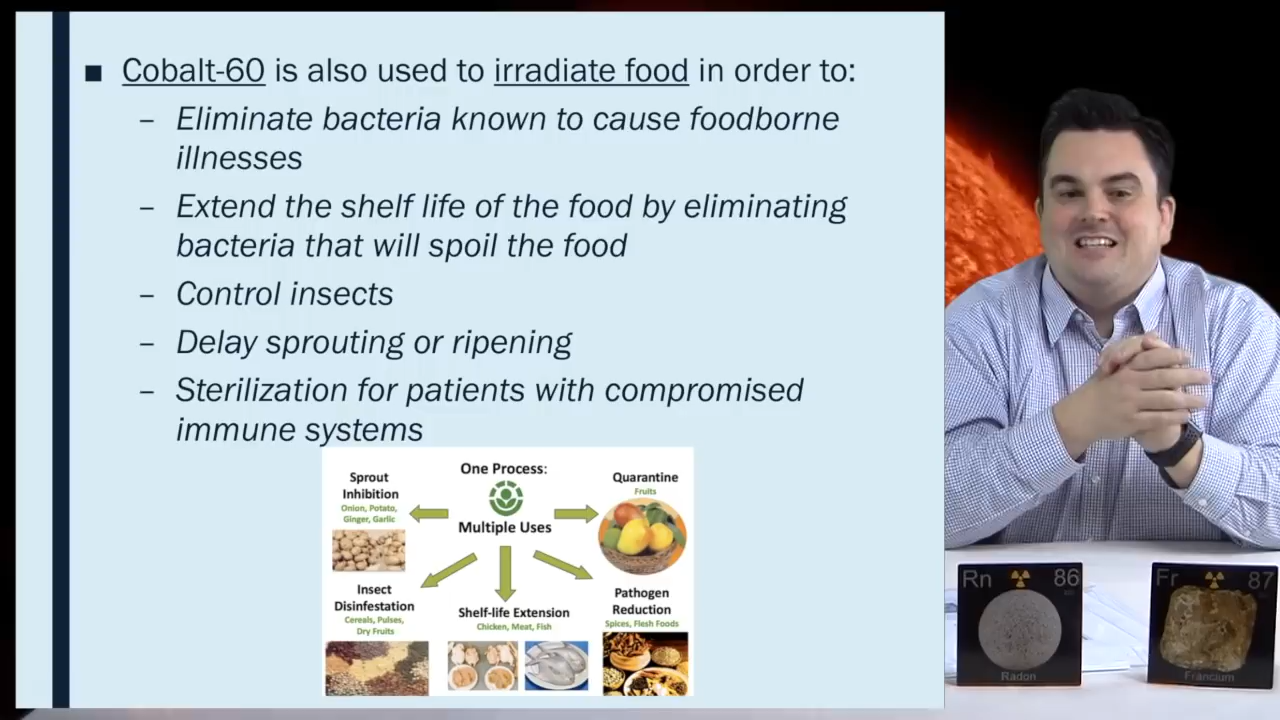 ■ Cobalt-60 is also used to irradiate food in order to:
– Eliminate bacteria known to cause foodborne
illnesses
– Extend the shelf life of the food by eliminating
bacteria that will spoil the food
– Control insects
– Delay sprouting or ripening
– Sterilization for patients with compromised
immune systems
One Process:
Multiple Uses
Sprout
Inhibition
Onion, Potato,
Ginger, Garlic
Quarantine
Fruits
Insect
Disinfestation
Cereals, Pulses,
Dry Fruits
Shelf-life Extension
Chicken, Meat, Fish
Pathogen
Reduction
Spices, Flesh Foods
Rn 86
Radon
Fr 87
Francium